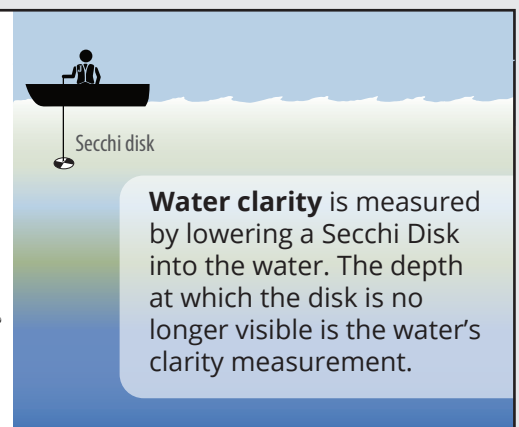 Secchi disk
Water clarity is measured
by lowering a Secchi Disk
into the water. The depth
at which the disk is no
longer visible is the water's
clarity measurement.